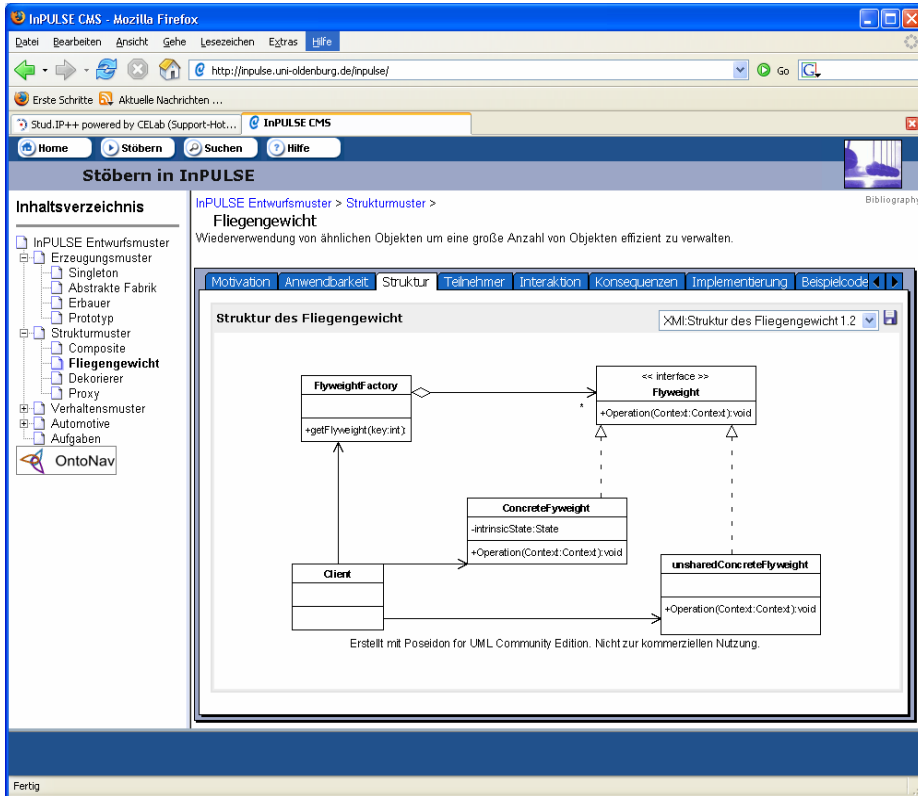 InPULSE CMS - Mozilla Firefox
Datei Bearbeiten Ansicht Gehe Lesezeichen Extras Hilfe
http://inpulse.uni-oldenburg.de/inpulse/ Go G
Erste Schritte Aktuelle Nachrichten ...
Stud.IP++ powered by CELab (Support-Hot... InPULSE CMS
Home Stöbern Suchen Hilfe
Stöbern in InPULSE
Bibliography
Inhaltsverzeichnis
InPULSE Entwurfsmuster
Erzeugungsmuster
Singleton
Abstrakte Fabrik
Erbauer
Prototyp
Strukturmuster
Composite
Fliegengewicht
Dekorierer
Proxy
Verhaltensmuster
Automotive
Aufgaben
OntoNav
InPULSE Entwurfsmuster > Strukturmuster >
Fliegengewicht
Wiederverwendung von ähnlichen Objekten um eine große Anzahl von Objekten effizient zu verwalten.
Motivation Anwendbarkeit Struktur Teilnehmer Interaktion Konsequenzen Implementierung Beispielcode
Struktur des Fliegengewicht
XMI:Struktur des Fliegengewicht 1.2
FlyweightFactory
+getFlyweight(key:int):
*
<< interface >>
Flyweight
+Operation(Context:Context):void
ConcreteFyweight
-intrinsicState:State
+Operation(Context:Context):void
Client
unsharedConcreteFlyweight
+Operation(Context:Context):void
Erstellt mit Poseidon for UML Community Edition. Nicht zur kommerziellen Nutzung.
Fertig